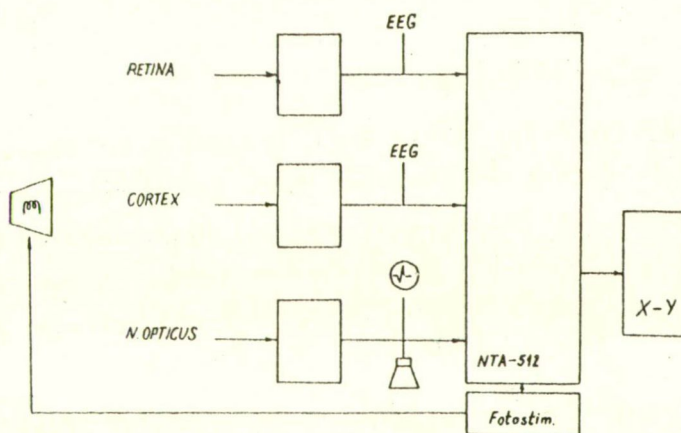 EEG
RETINA
EEG
CORTEX
N. OPTICUS
X-Y
NTA-512
Fotostim.